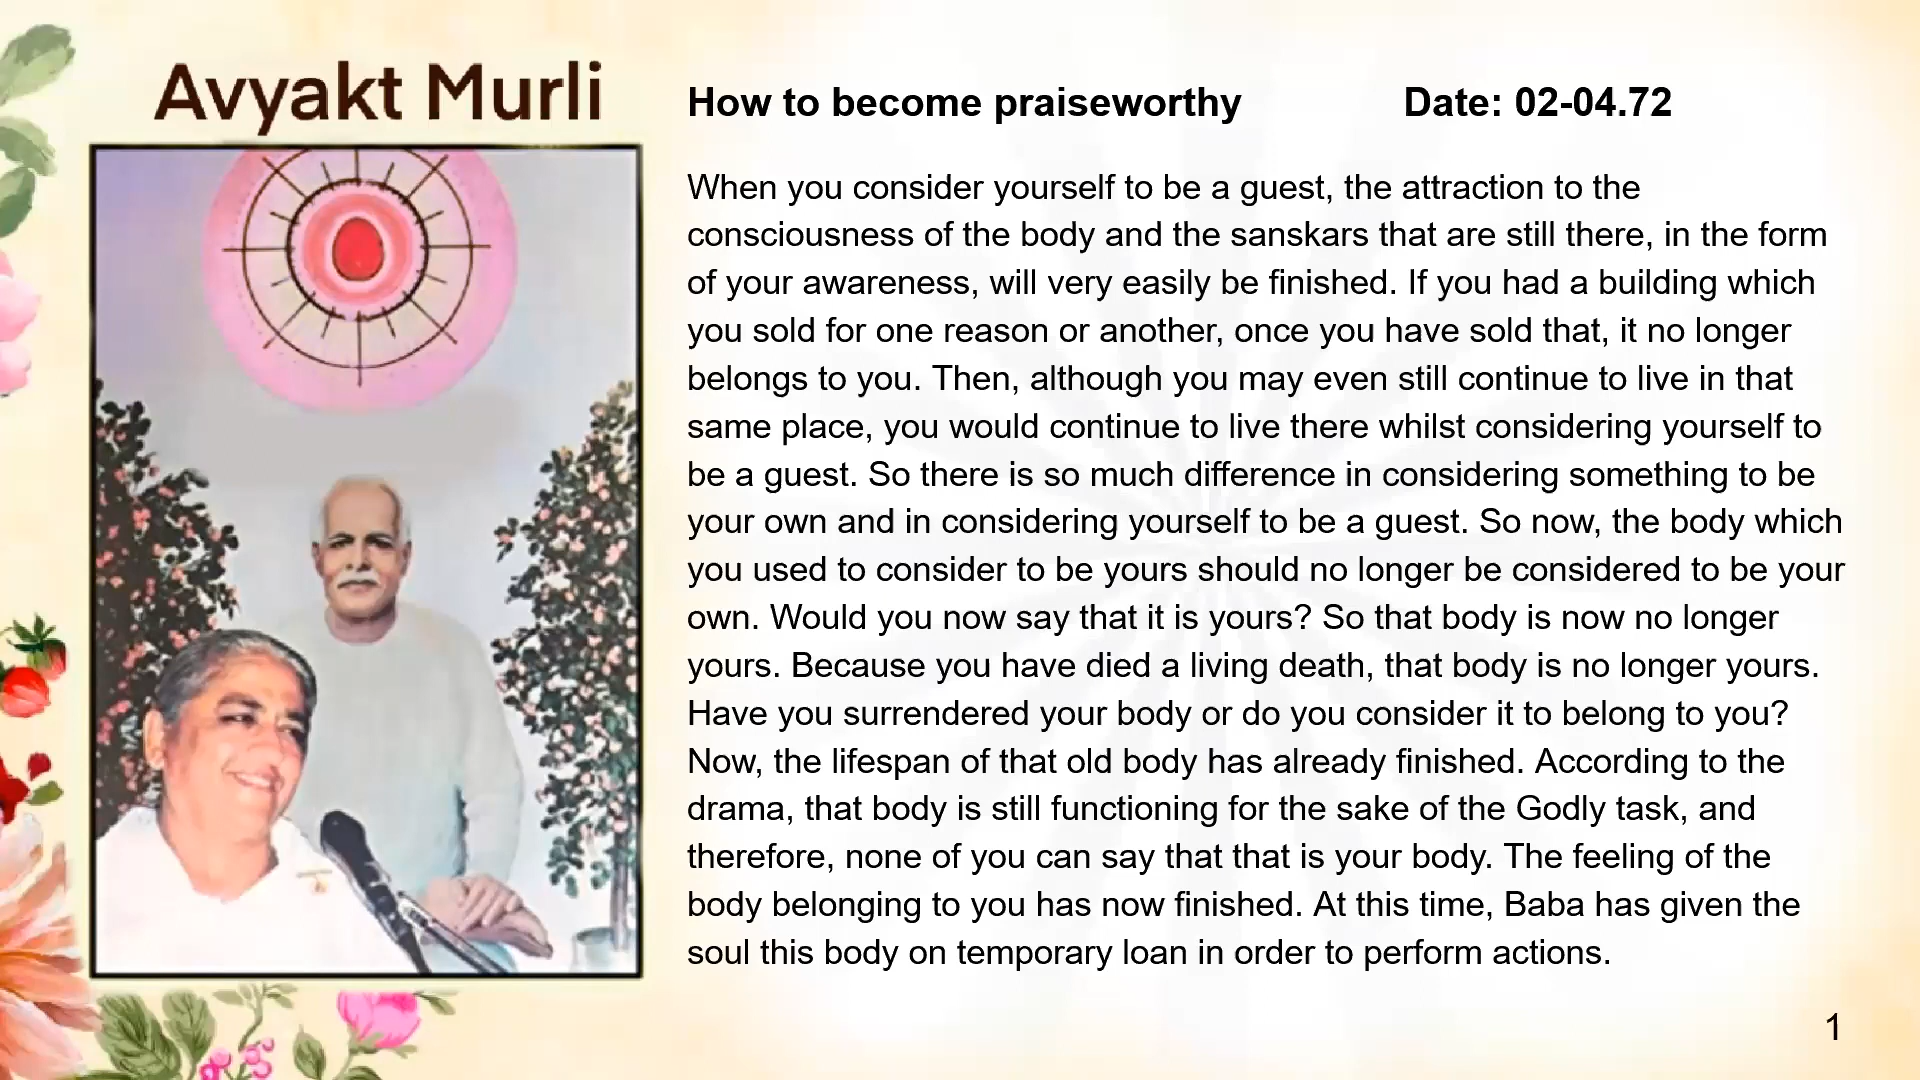 Avyakt Murli
How to become praiseworthy Date: 02-04.72
When you consider yourself to be a guest, the attraction to the
consciousness of the body and the sanskars that are still there, in the form
of your awareness, will very easily be finished. If you had a building which
you sold for one reason or another, once you have sold that, it no longer
belongs to you. Then, although you may even still continue to live in that
same place, you would continue to live there whilst considering yourself to
be a guest. So there is so much difference in considering something to be
your own and in considering yourself to be a guest. So now, the body which
you used to consider to be yours should no longer be considered to be your
own. Would you now say that it is yours? So that body is now no longer
yours. Because you have died a living death, that body is no longer yours.
Have you surrendered your body or do you consider it to belong to you?
Now, the lifespan of that old body has already finished. According to the
drama, that body is still functioning for the sake of the Godly task, and
therefore, none of you can say that that is your body. The feeling of the
body belonging to you has now finished. At this time, Baba has given the
soul this body on temporary loan in order to perform actions.
1